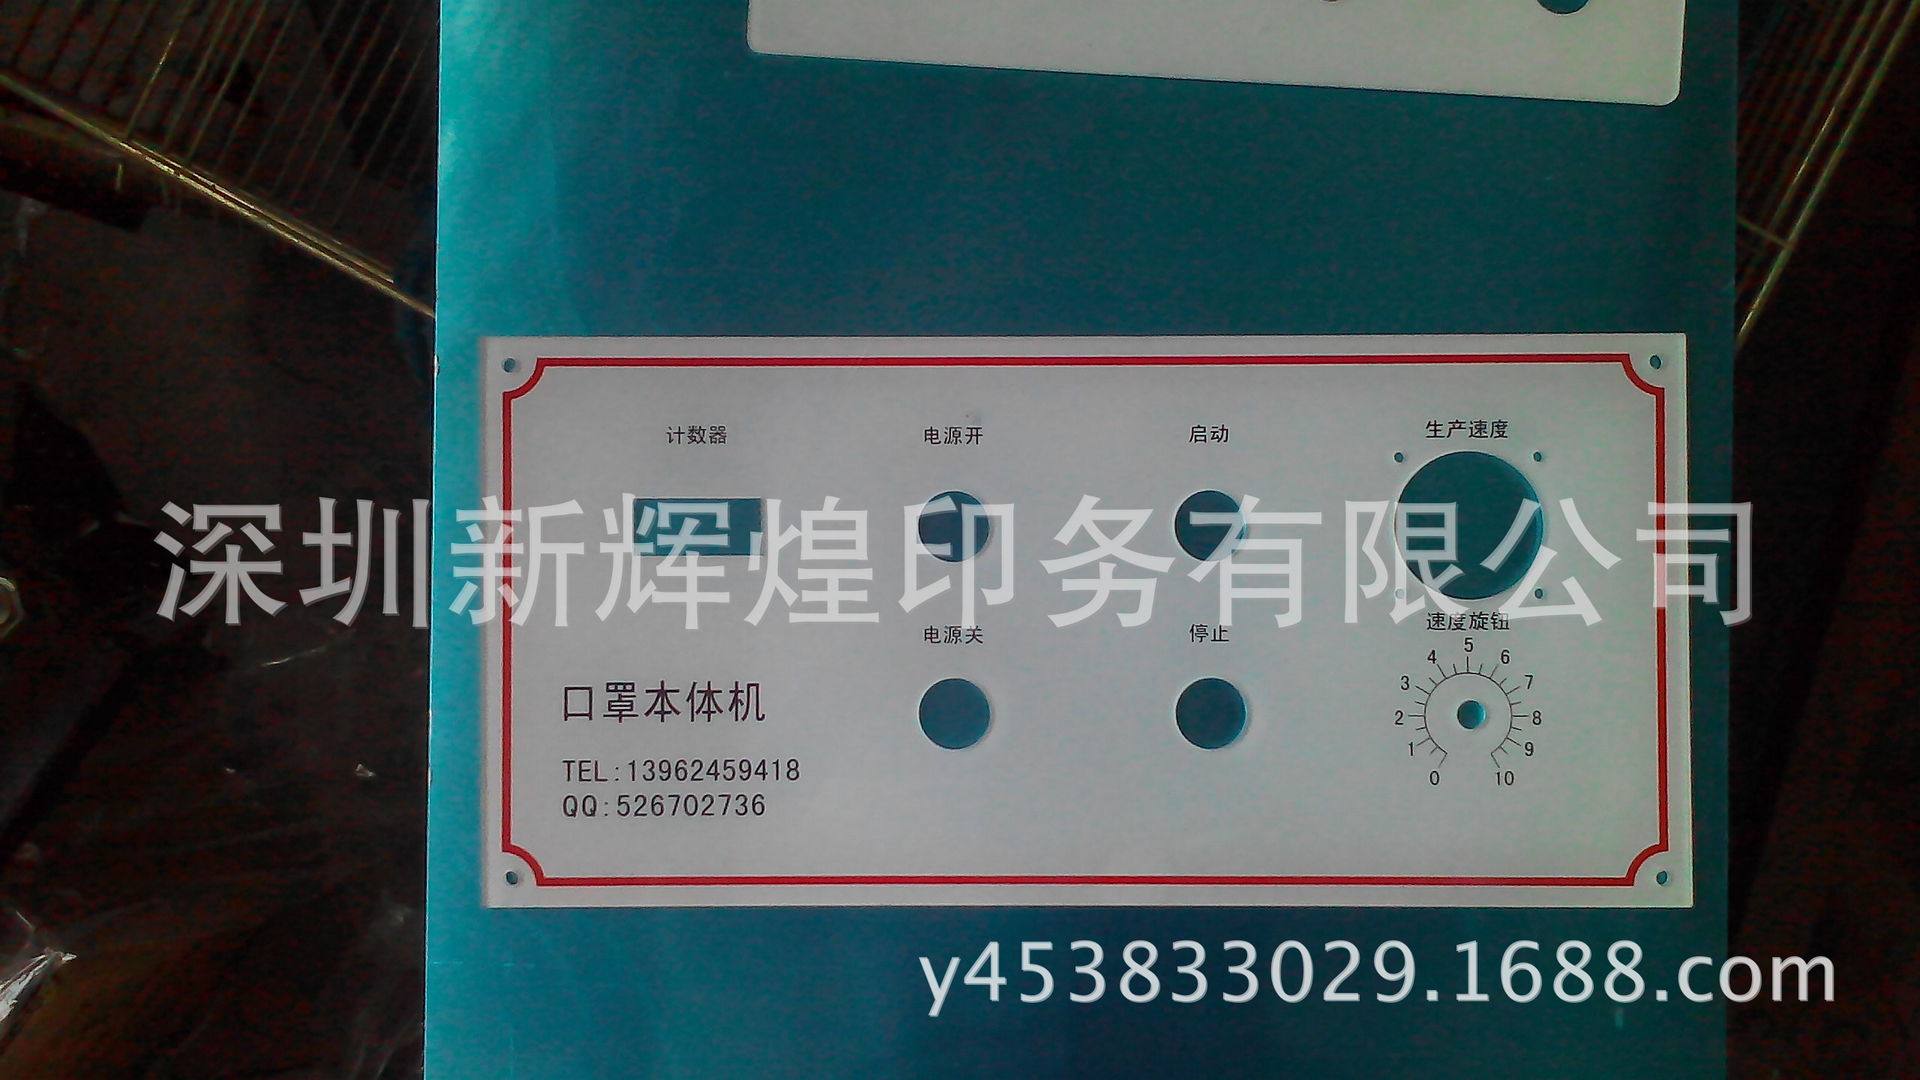 计数器 电源开 启动 生产速度
深圳新辉煌印务有限公司
电源关 停止 速度旋钮
0 1 2 3 4 5 6 7 8 9 10
口罩本体机
TEL:13962459418
QQ:526702736
y453833029.1688.com